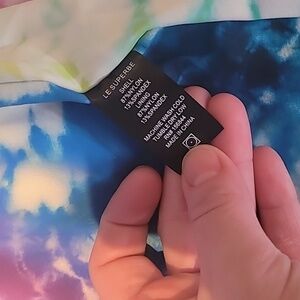 LE SUPERBE
SHELL
87%NYLON
13%SPANDEX
LINING
87%NYLON
13%SPANDEX
MACHINE WASH COLD
TUMBLE DRY LOW
MADE IN CHINA